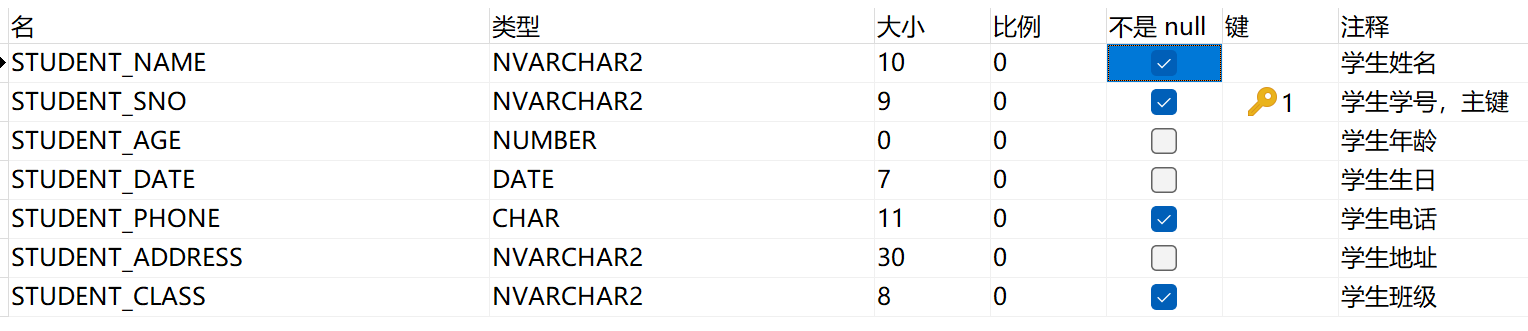 名 类型 大小 比例 不是 null 键 注释
STUDENT_NAME NVARCHAR2 10 0 学生姓名
STUDENT_SNO NVARCHAR2 9 0 1 学生学号，主键
STUDENT_AGE NUMBER 0 0 学生年龄
STUDENT_DATE DATE 7 0 学生生日
STUDENT_PHONE CHAR 11 0 学生电话
STUDENT_ADDRESS NVARCHAR2 30 0 学生地址
STUDENT_CLASS NVARCHAR2 8 0 学生班级